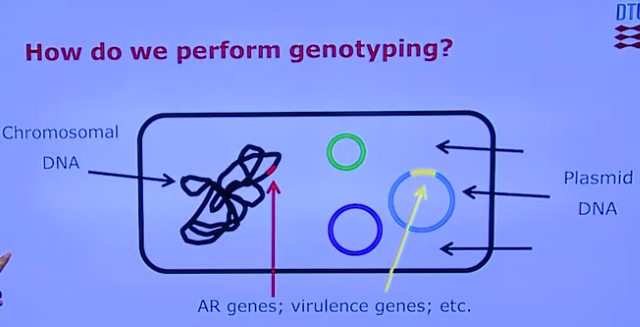 DTU
How do we perform genotyping?
Chromosomal
DNA
Plasmid
DNA
AR genes; virulence genes; etc.